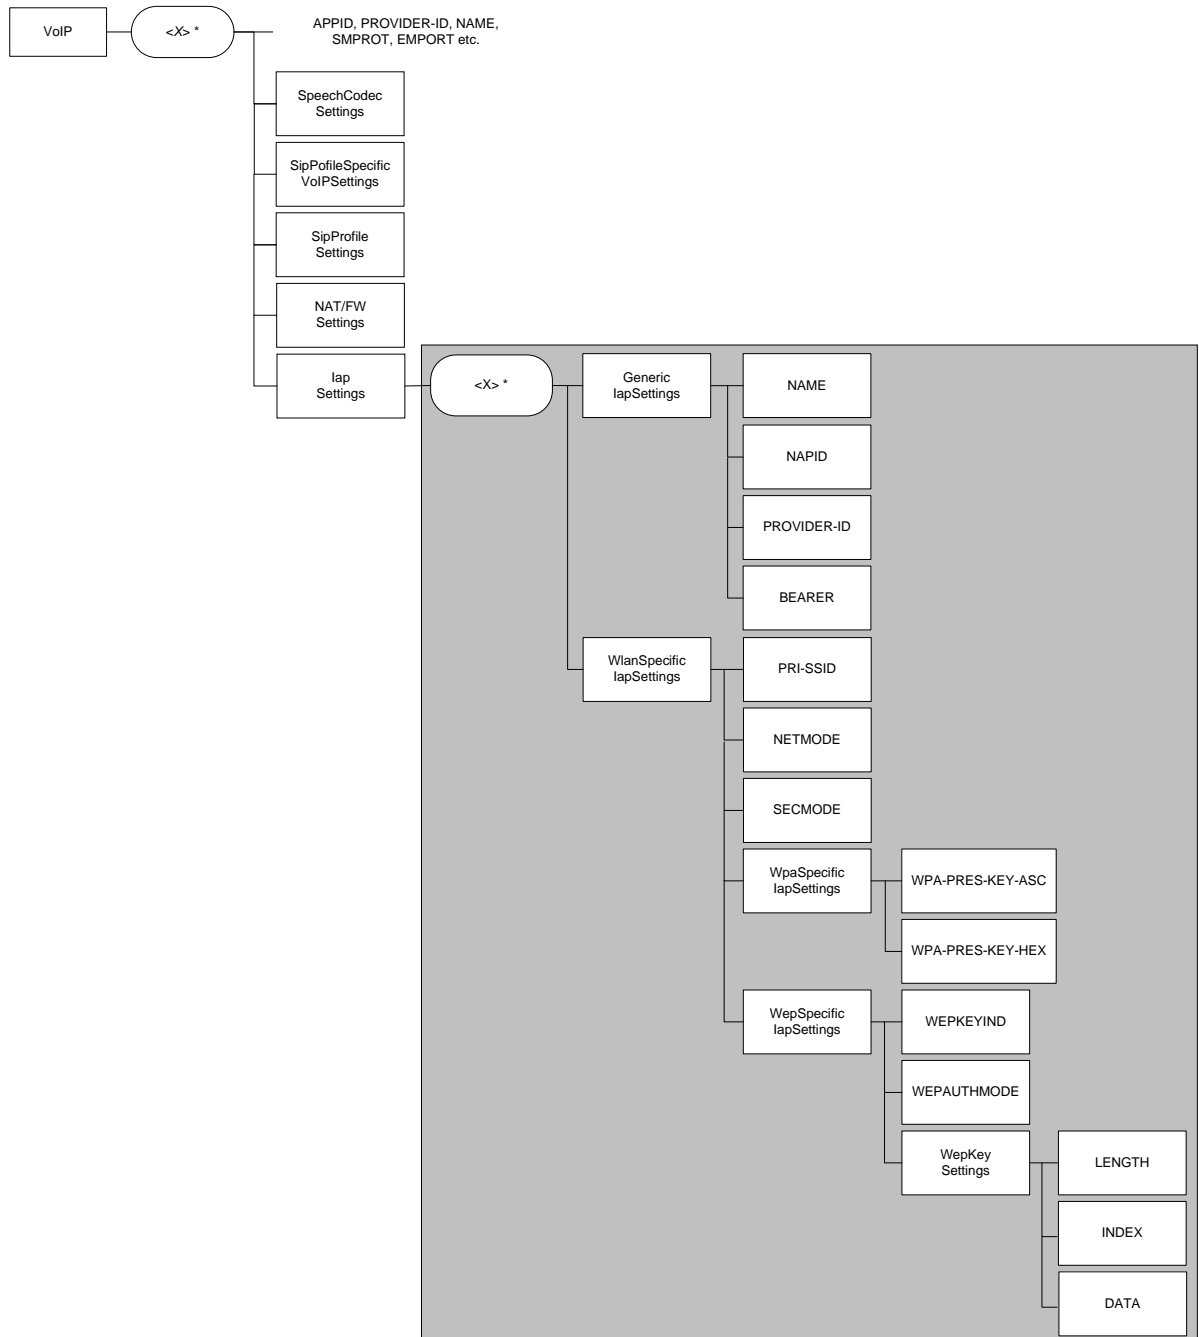 VoIP
<X> *
APPID, PROVIDER-ID, NAME,
SMPROT, EMPORT etc.
SpeechCodec
Settings
SipPofileSpecific
VoIPSettings
SipProfile
Settings
NAT/FW
Settings
Iap
Settings
<X> *
Generic
IapSettings
NAME
NAPID
PROVIDER-ID
BEARER
WlanSpecific
IapSettings
PRI-SSID
NETMODE
SECMODE
WpaSpecific
IapSettings
WPA-PRES-KEY-ASC
WPA-PRES-KEY-HEX
WepSpecific
IapSettings
WEPKEYIND
WEPAUTHMODE
WepKey
Settings
LENGTH
INDEX
DATA